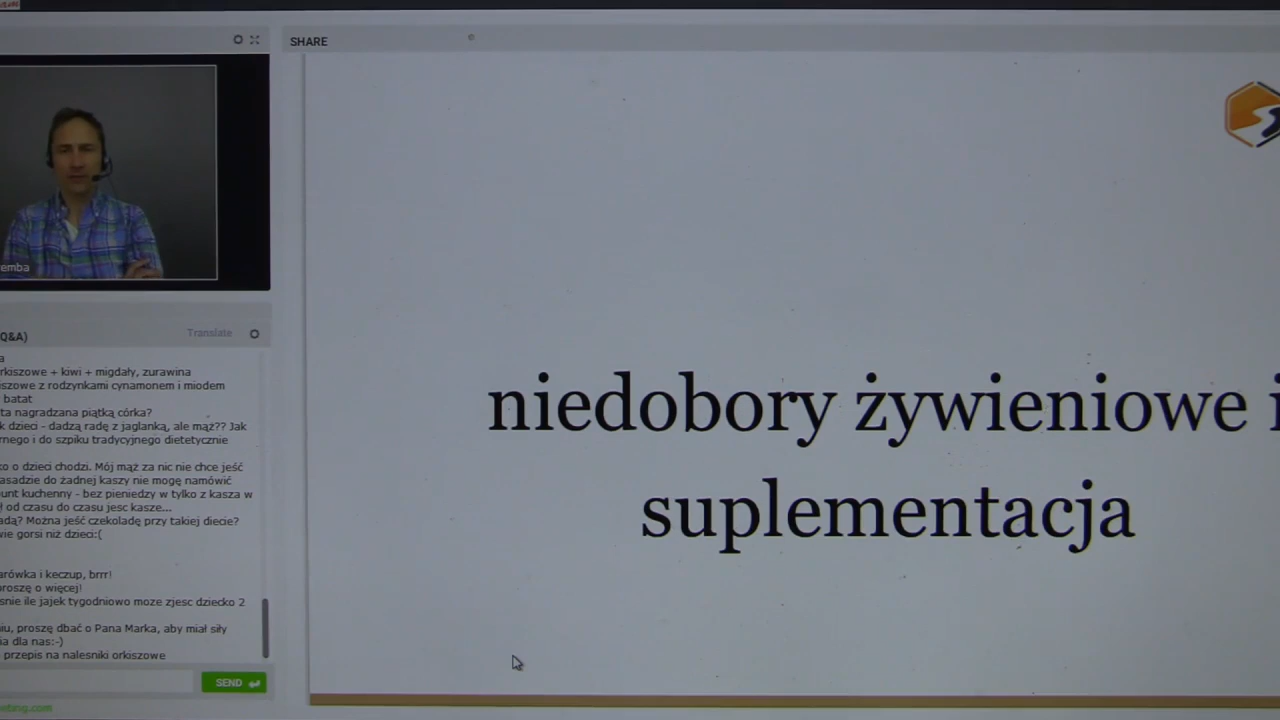 SHARE
emba
Q&A)
Translate
a
rkiszowe + kiwi + migdały, zurawina
iszowe z rodzynkami cynamonem i miodem
batat
ta nagradzana piątką córka?
k dzieci - dadzą radę z jaglanką, ale mąż?? Jak
rnego i do szpiku tradycyjnego dietetycznie
ko o dzieci chodzi. Mój mąż za nic nie chce jeść
asadzie do żadnej kaszy nie mogę namówić
unt kuchenny - bez pieniedzy w tylko z kasza w
! od czasu do czasu jesc kasze...
adą? Można jeść czekoladę przy takiej diecie?
wie gorsi niż dzieci:(
arówka i keczup, brrr!
proszę o więcej!
snie ile jajek tygodniowo moze zjesc dziecko 2
iu, proszę dbać o Pana Marka, aby miał siły
ia dla nas:-)
przepis na nalesniki orkiszowe
SEND
niedobory żywieniowe i
suplementacja